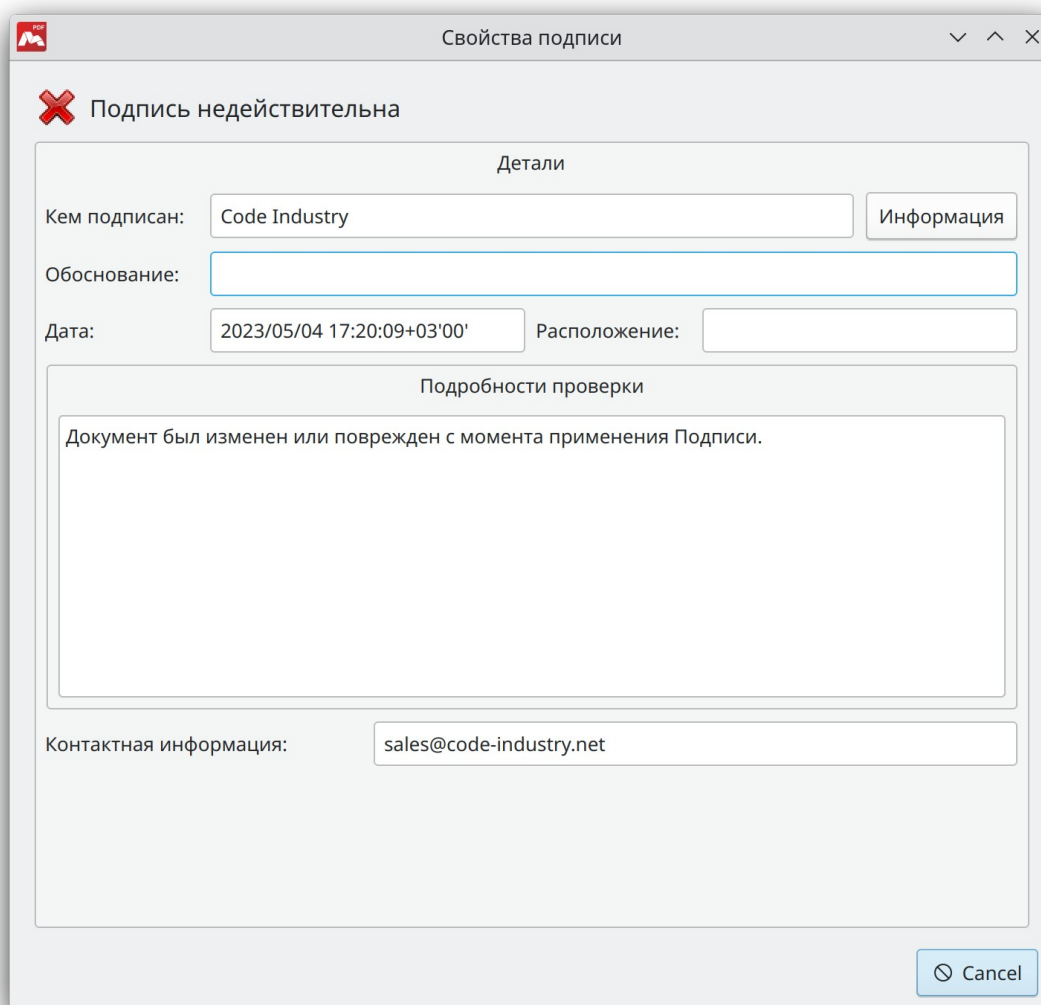 PDF
Свойства подписи
Подпись недействительна
Детали
Кем подписан: Code Industry Информация
Обоснование:
Дата: 2023/05/04 17:20:09+03'00' Расположение:
Подробности проверки
Документ был изменен или поврежден с момента применения Подписи.
Контактная информация: sales@code-industry.net
Cancel